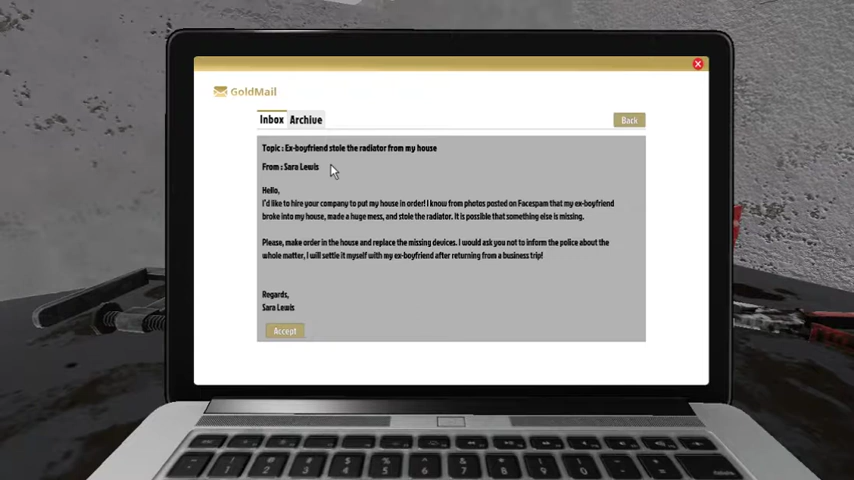 GoldMail
Inbox Archive
Back
Topic : Ex-boyfriend stole the radiator from my house
From : Sara Lewis
Hello,
I'd like to hire your company to put my house in order! I know from photos posted on Facespam that my ex-boyfriend
broke into my house, made a huge mess, and stole the radiator. It is possible that something else is missing.
Please, make order in the house and replace the missing devices. I would ask you not to inform the police about the
whole matter, I will settle it myself with my ex-boyfriend after returning from a business trip!
Regards,
Sara Lewis
Accept